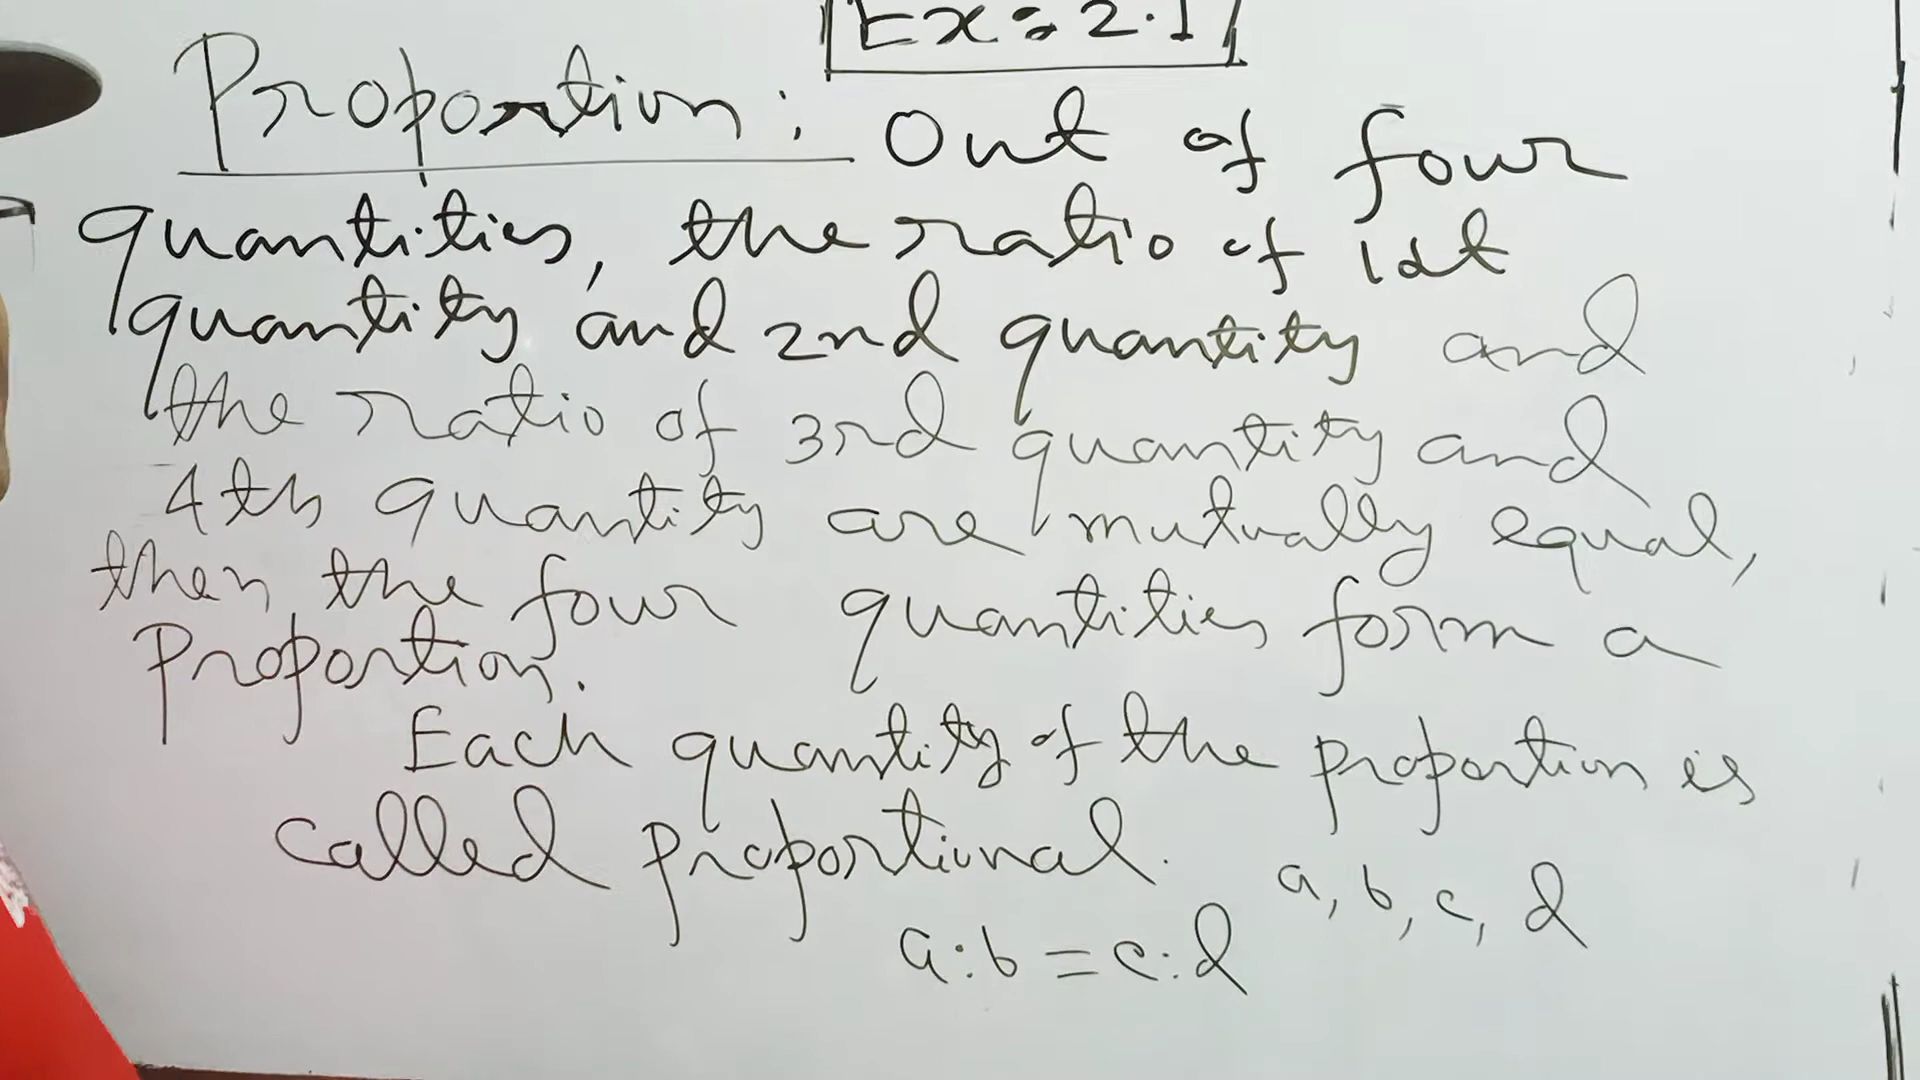 Ex = 2.1
Proportion: Out of four
quantities, the ratio of 1st
quantity and 2nd quantity and
the ratio of 3rd quantity and
4th quantity are mutually equal,
then the four quantities form a
Proportion.
Each quantity of the proportion is
called proportional.
a, b, c, d
a:b = c:d